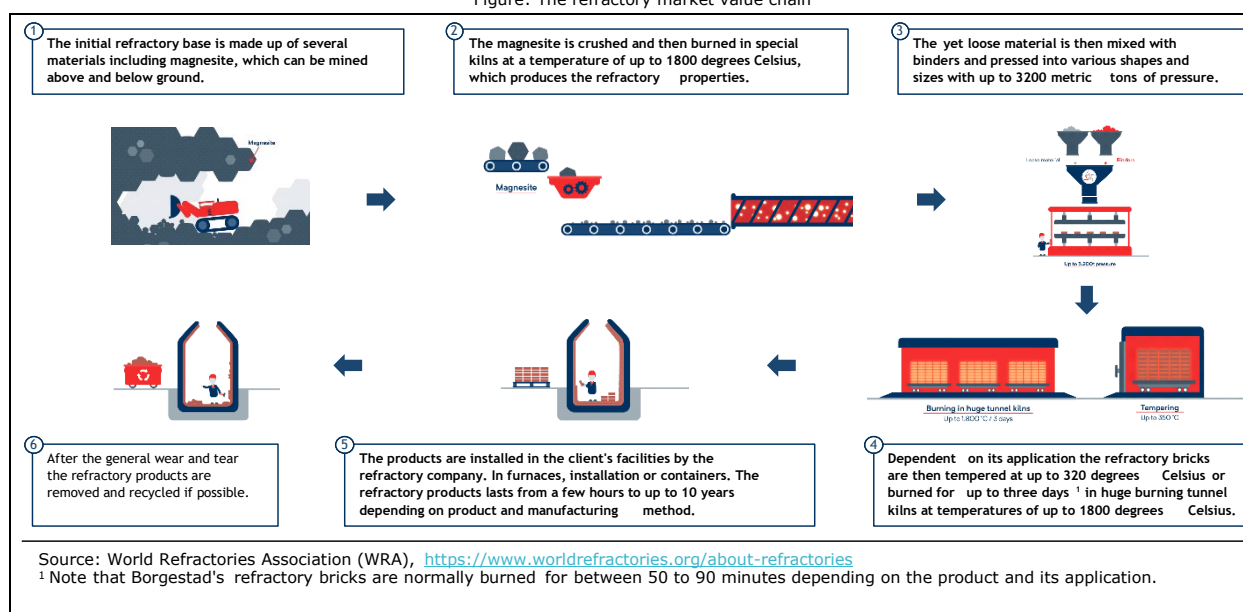 Figure: The refractory market value chain
1
The initial refractory base is made up of several
materials including magnesite, which can be mined
above and below ground.
2
The magnesite is crushed and then burned in special
kilns at a temperature of up to 1800 degrees Celsius,
which produces the refractory properties.
3
The yet loose material is then mixed with
binders and pressed into various shapes and
sizes with up to 3200 metric tons of pressure.
Magnesite
Magnesite
Binders
Up to 3,200t pressure
Burning in huge tunnel kilns
Up to 1.800 °C / 3 days
Tempering
Up to 350 °C
6
After the general wear and tear
the refractory products are
removed and recycled if possible.
5
The products are installed in the client's facilities by the
refractory company. In furnaces, installation or containers. The
refractory products lasts from a few hours to up to 10 years
depending on product and manufacturing method.
4
Dependent on its application the refractory bricks
are then tempered at up to 320 degrees Celsius or
burned for up to three days ¹ in huge burning tunnel
kilns at temperatures of up to 1800 degrees Celsius.
Source: World Refractories Association (WRA), https://www.worldrefractories.org/about-refractories
¹ Note that Borgestad's refractory bricks are normally burned for between 50 to 90 minutes depending on the product and its application.